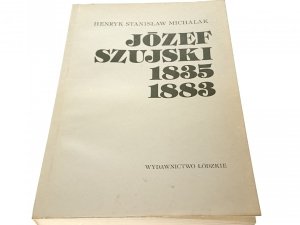 HENRYK STANISŁAW MICHALAK
JÓZEF
SZUJSKI
1835
1883
WYDAWNICTWO ŁÓDZKIE